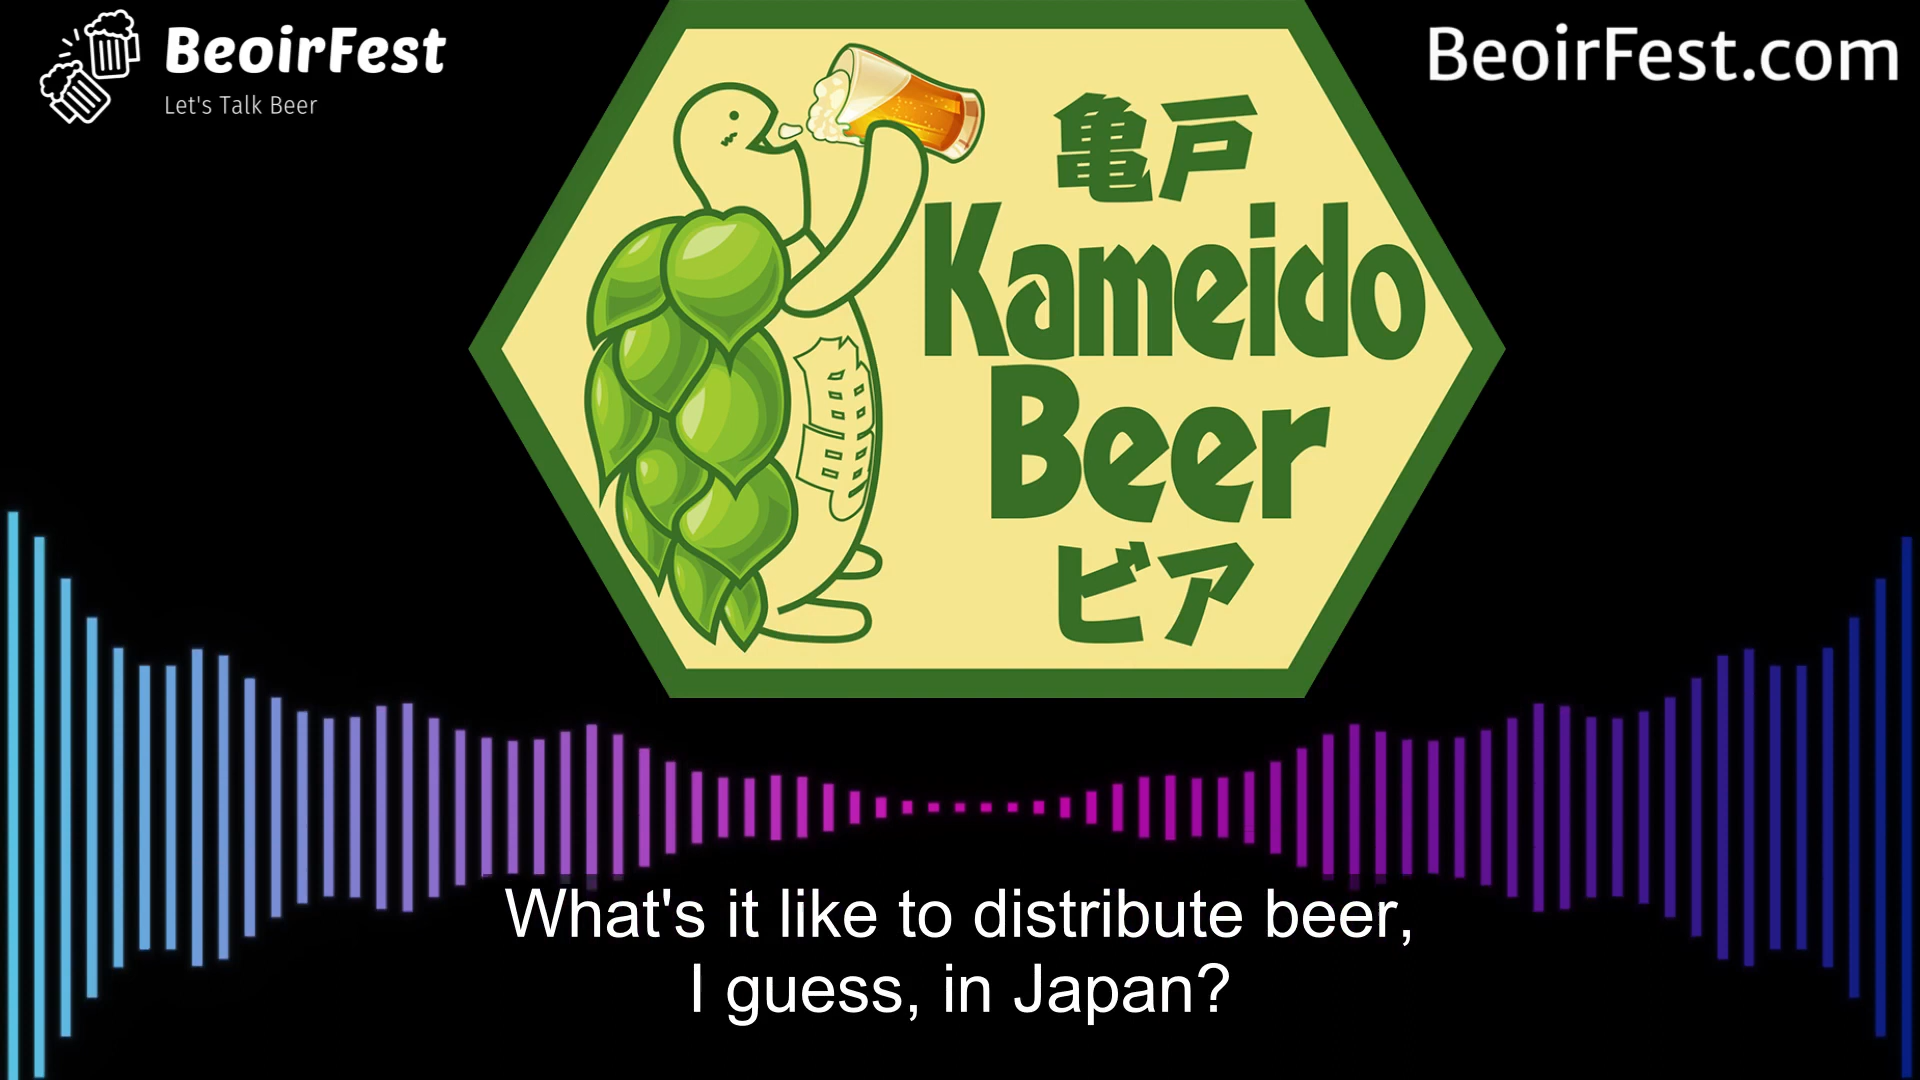 BeoirFest
Let's Talk Beer
BeoirFest.com
亀戸
Kameido
Beer
ビア
What's it like to distribute beer,
I guess, in Japan?